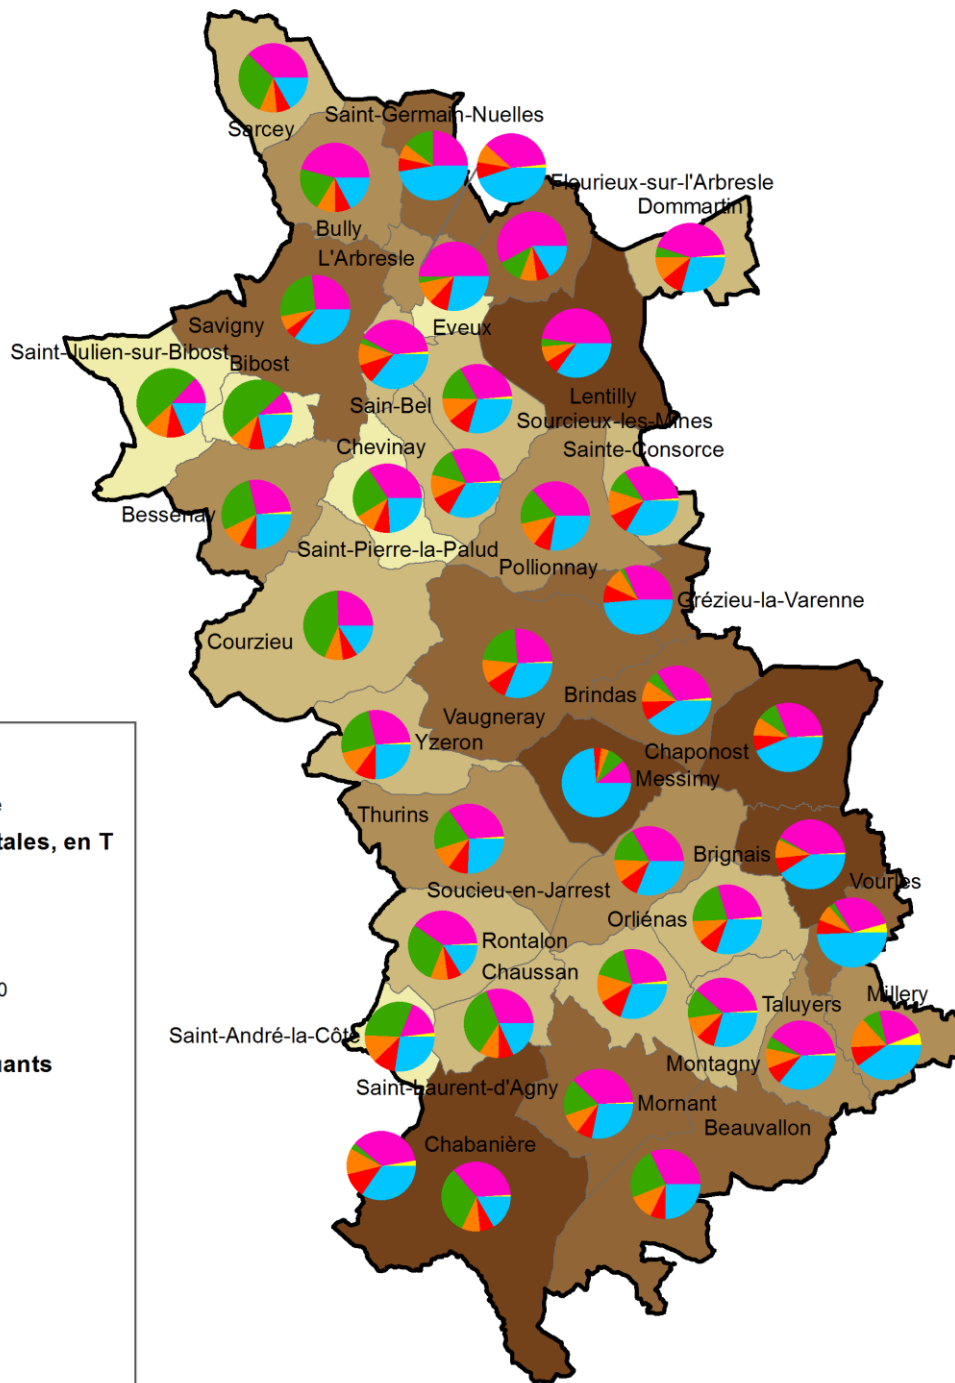 Saint-Germain-Nuelles
Sarcey
Fleurieux-sur-l'Arbresle
Dommartin
Bully
L'Arbresle
Savigny
Eveux
Saint-Julien-sur-Bibost
Bibost
Lentilly
Sain-Bel
Sourcieux-les-Mines
Chevinay
Sainte-Consorce
Bessenay
Saint-Pierre-la-Palud
Pollionnay
Grézieu-la-Varenne
Courzieu
Brindas
Vaugneray
Yzeron
Chaponost
Messimy
Thurins
tales, en T
Brignais
Vourles
Soucieu-en-Jarrest
Orliénas
Rontalon
Chaussan
0
Millery
Taluyers
Saint-André-la-Côte
Montagny
ants
Saint-Laurent-d'Agny
Mornant
Beauvallon
Chabanière